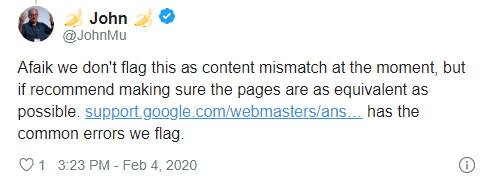 🍌 John 🍌
@JohnMu
Afaik we don't flag this as content mismatch at the moment, but
if recommend making sure the pages are as equivalent as
possible. support.google.com/webmasters/ans… has the
common errors we flag.
1 3:23 PM - Feb 4, 2020